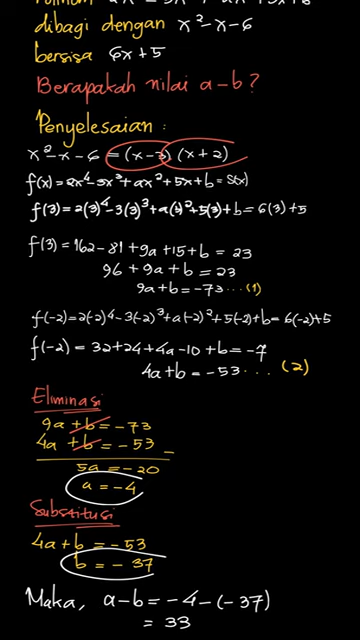 dibagi dengan x²-x-6
bersisa 6x+5
Berapakah nilai a-b?
Penyelesaian:
x²-x-6 = (x-3)(x+2)
f(x)=2x⁴-3x³+ax²+5x+b=S(x)
f(3)=2(3)⁴-3(3)³+a(3)²+5(3)+b=6(3)+5
f(3)=162-81+9a+15+b=23
96+9a+b=23
9a+b=-73...(1)
f(-2)=2(-2)⁴-3(-2)³+a(-2)²+5(-2)+b=6(-2)+5
f(-2)=32+24+4a-10+b=-7
4a+b=-53...(2)
Eliminasi
9a+b=-73
4a+b=-53
5a=-20
a=-4
Substitusi
4a+b=-53
b=-37
Maka, a-b=-4-(-37)
=33